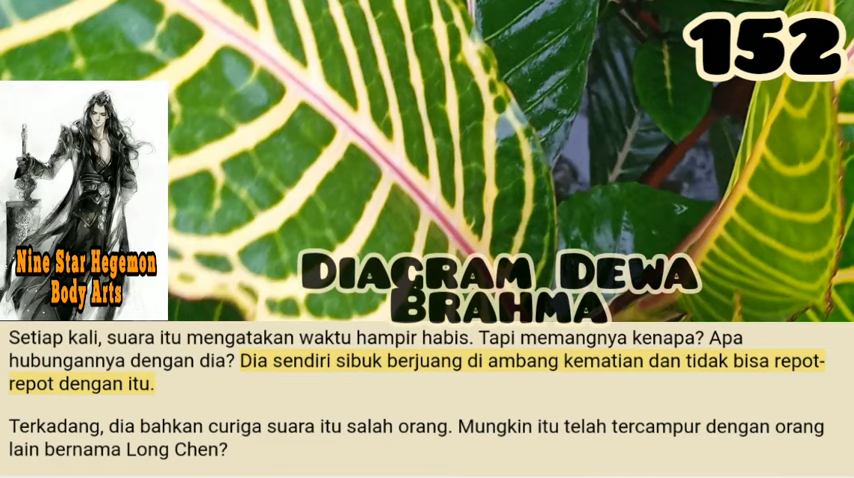 152
Nine Star Hegemon
Body Arts
Diagram Dewa
Brahma
Setiap kali, suara itu mengatakan waktu hampir habis. Tapi memangnya kenapa? Apa
hubungannya dengan dia? Dia sendiri sibuk berjuang di ambang kematian dan tidak bisa repot-
repot dengan itu.
Terkadang, dia bahkan curiga suara itu salah orang. Mungkin itu telah tercampur dengan orang
lain bernama Long Chen?